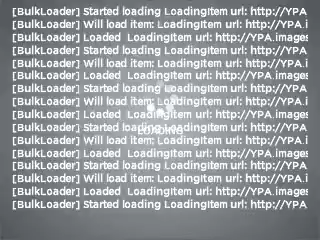 [BulkLoader] Started loading LoadingItem url: http://YPA
[BulkLoader] Will load item: LoadingItem url: http://YPA.i
[BulkLoader] Loaded  LoadingItem url: http://YPA.images
[BulkLoader] Started loading LoadingItem url: http://YPA
[BulkLoader] Will load item: LoadingItem url: http://YPA.i
[BulkLoader] Loaded  LoadingItem url: http://YPA.images
[BulkLoader] Started loading LoadingItem url: http://YPA
[BulkLoader] Will load item: LoadingItem url: http://YPA.i
[BulkLoader] Loaded  LoadingItem url: http://YPA.images
[BulkLoader] Started loading LoadingItem url: http://YPA
LOADING
[BulkLoader] Will load item: LoadingItem url: http://YPA.i
[BulkLoader] Loaded  LoadingItem url: http://YPA.images
[BulkLoader] Started loading LoadingItem url: http://YPA
[BulkLoader] Will load item: LoadingItem url: http://YPA.i
[BulkLoader] Loaded  LoadingItem url: http://YPA.images
[BulkLoader] Started loading LoadingItem url: http://YPA